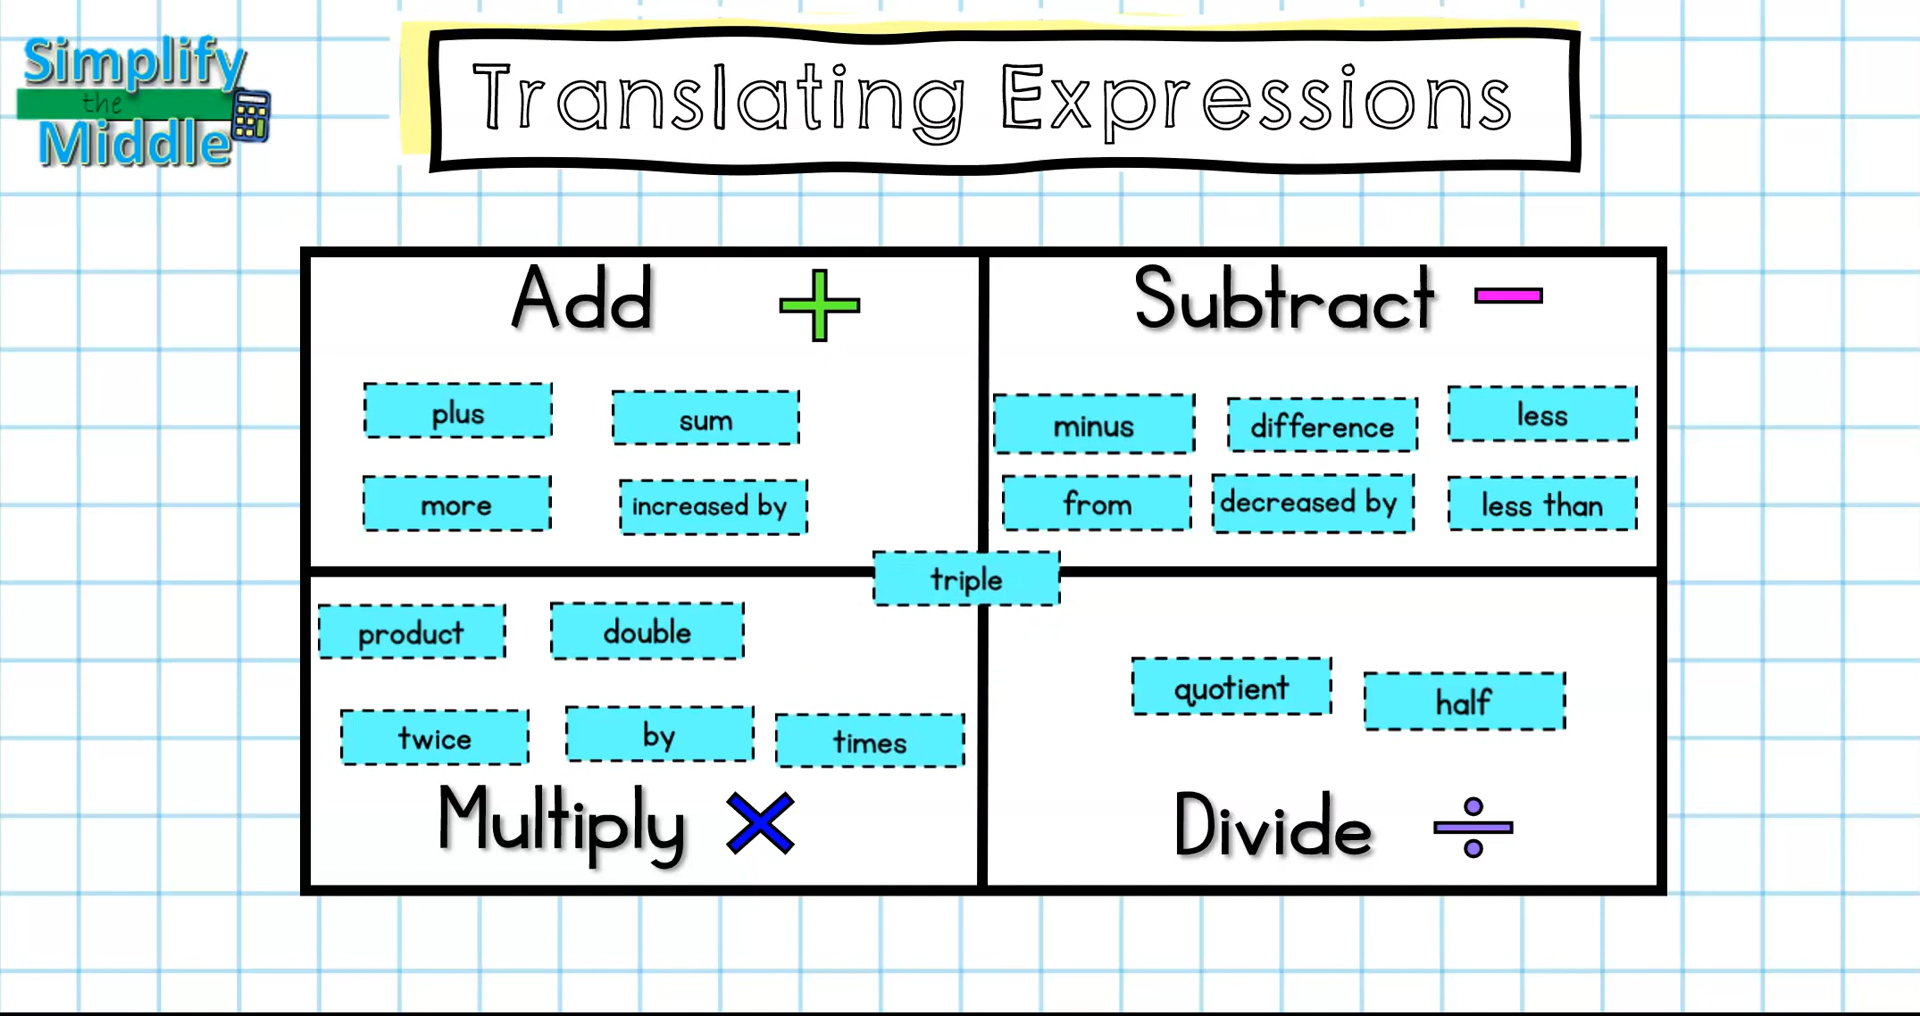 Simplify
the
Middle
Translating Expressions
Add
plus
sum
more
increased by
Subtract
minus
difference
less
from
decreased by
less than
triple
product
double
twice
by
times
Multiply
quotient
half
Divide